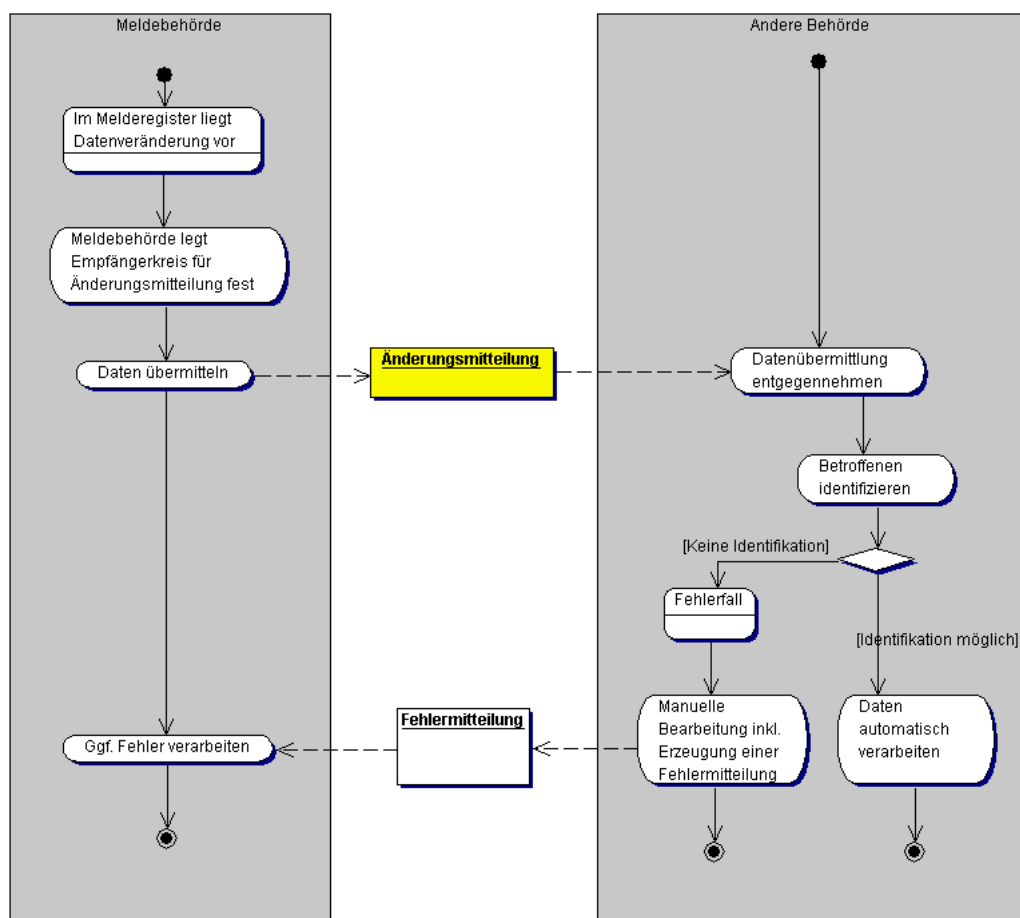 Meldebehörde
Im Melderegister liegt
Datenveränderung vor
Meldebehörde legt
Empfängerkreis für
Änderungsmitteilung fest
Daten übermitteln
Ggf. Fehler verarbeiten
Änderungsmitteilung
Fehlermitteilung
Andere Behörde
Datenübermittlung
entgegennehmen
Betroffenen
identifizieren
[Keine Identifikation]
Fehlerfall
[Identifikation möglich]
Manuelle
Bearbeitung inkl.
Erzeugung einer
Fehlermitteilung
Daten
automatisch
verarbeiten